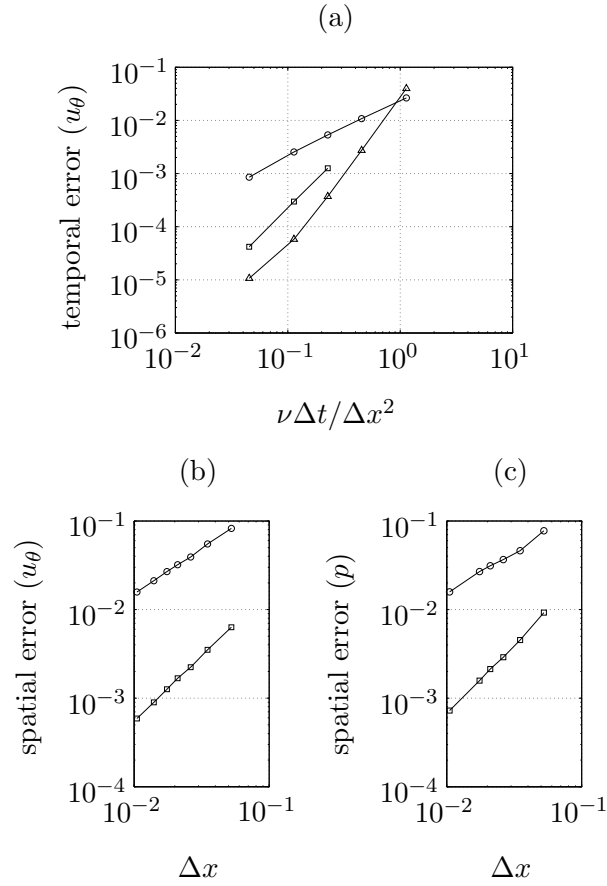 (a)
temporal error (u_θ)
10^{-1}
10^{-2}
10^{-3}
10^{-4}
10^{-5}
10^{-6}
10^{-2} 10^{-1} 10^{0} 10^{1}
νΔt/Δx^2
(b)
spatial error (u_θ)
10^{-1}
10^{-2}
10^{-3}
10^{-4}
10^{-2} 10^{-1}
Δx
(c)
spatial error (p)
10^{-1}
10^{-2}
10^{-3}
10^{-4}
10^{-2} 10^{-1}
Δx